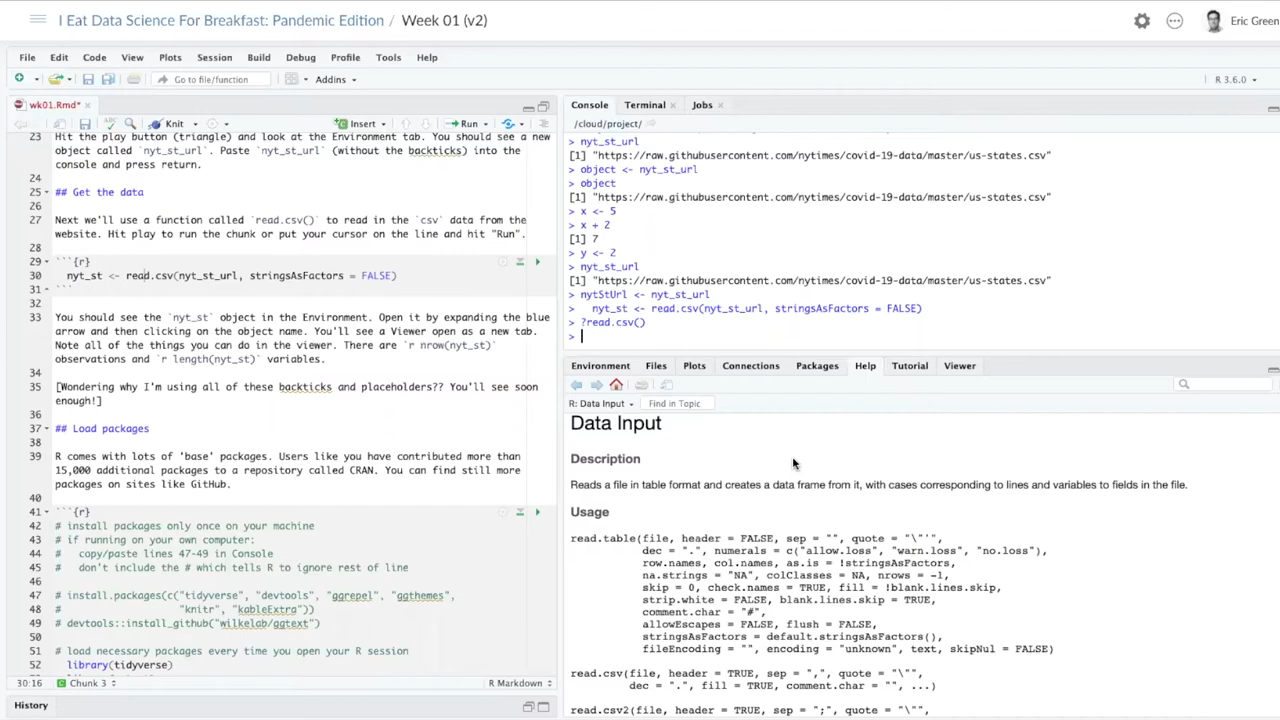 I Eat Data Science For Breakfast: Pandemic Edition / Week 01 (v2)
Eric Green
File Edit Code View Plots Session Build Debug Profile Tools Help
Go to file/function
Addins
R 3.6.0
wk01.Rmd*
Knit
Insert
Run
23 Hit the play button (triangle) and look at the Environment tab. You should see a new
object called `nyt_st_url`. Paste `nyt_st_url` (without the backticks) into the
console and press return.
24
25 ## Get the data
26
27 Next we'll use a function called `read.csv()` to read in the `csv` data from the
website. Hit play to run the chunk or put your cursor on the line and hit "Run".
28
29 ```{r}
30 nyt_st <- read.csv(nyt_st_url, stringsAsFactors = FALSE)
31 ```
32
33 You should see the `nyt_st` object in the Environment. Open it by expanding the blue
arrow and then clicking on the object name. You'll see a Viewer open as a new tab.
Note all of the things you can do in the viewer. There are `r nrow(nyt_st)`
observations and `r length(nyt_st)` variables.
34
35 [Wondering why I'm using all of these backticks and placeholders?? You'll see soon
enough!]
36
37 ## Load packages
38
39 R comes with lots of 'base' packages. Users like you have contributed more than
15,000 additional packages to a repository called CRAN. You can find still more
packages on sites like GitHub.
40
41 ```{r}
42 # install packages only once on your machine
43 # if running on your own computer:
44 # copy/paste lines 47-49 in Console
45 # don't include the # which tells R to ignore rest of line
46
47 # install.packages(c("tidyverse", "devtools", "ggrepel", "ggthemes",
48 # "knitr", "kableExtra"))
49 # devtools::install_github("wilkelab/ggtext")
50
51 # load necessary packages every time you open your R session
52 library(tidyverse)
30:16 Chunk 3 R Markdown
History
Console Terminal Jobs
/cloud/project/
> nyt_st_url
[1] "https://raw.githubusercontent.com/nytimes/covid-19-data/master/us-states.csv"
> object <- nyt_st_url
> object
[1] "https://raw.githubusercontent.com/nytimes/covid-19-data/master/us-states.csv"
> x <- 5
> x + 2
[1] 7
> y <- 2
> nyt_st_url
[1] "https://raw.githubusercontent.com/nytimes/covid-19-data/master/us-states.csv"
> nytStUrl <- nyt_st_url
> nyt_st <- read.csv(nyt_st_url, stringsAsFactors = FALSE)
> ?read.csv()
>
Environment Files Plots Connections Packages Help Tutorial Viewer
R: Data Input Find in Topic
Data Input
Description
Reads a file in table format and creates a data frame from it, with cases corresponding to lines and variables to fields in the file.
Usage
read.table(file, header = FALSE, sep = "", quote = "\"'",
dec = ".", numerals = c("allow.loss", "warn.loss", "no.loss"),
row.names, col.names, as.is = !stringsAsFactors,
na.strings = "NA", colClasses = NA, nrows = -1,
skip = 0, check.names = TRUE, fill = !blank.lines.skip,
strip.white = FALSE, blank.lines.skip = TRUE,
comment.char = "#",
allowEscapes = FALSE, flush = FALSE,
stringsAsFactors = default.stringsAsFactors(),
fileEncoding = "", encoding = "unknown", text, skipNul = FALSE)
read.csv(file, header = TRUE, sep = ",", quote = "\"",
dec = ".", fill = TRUE, comment.char = "", ...)
read.csv2(file, header = TRUE, sep = ";", quote = "\"",